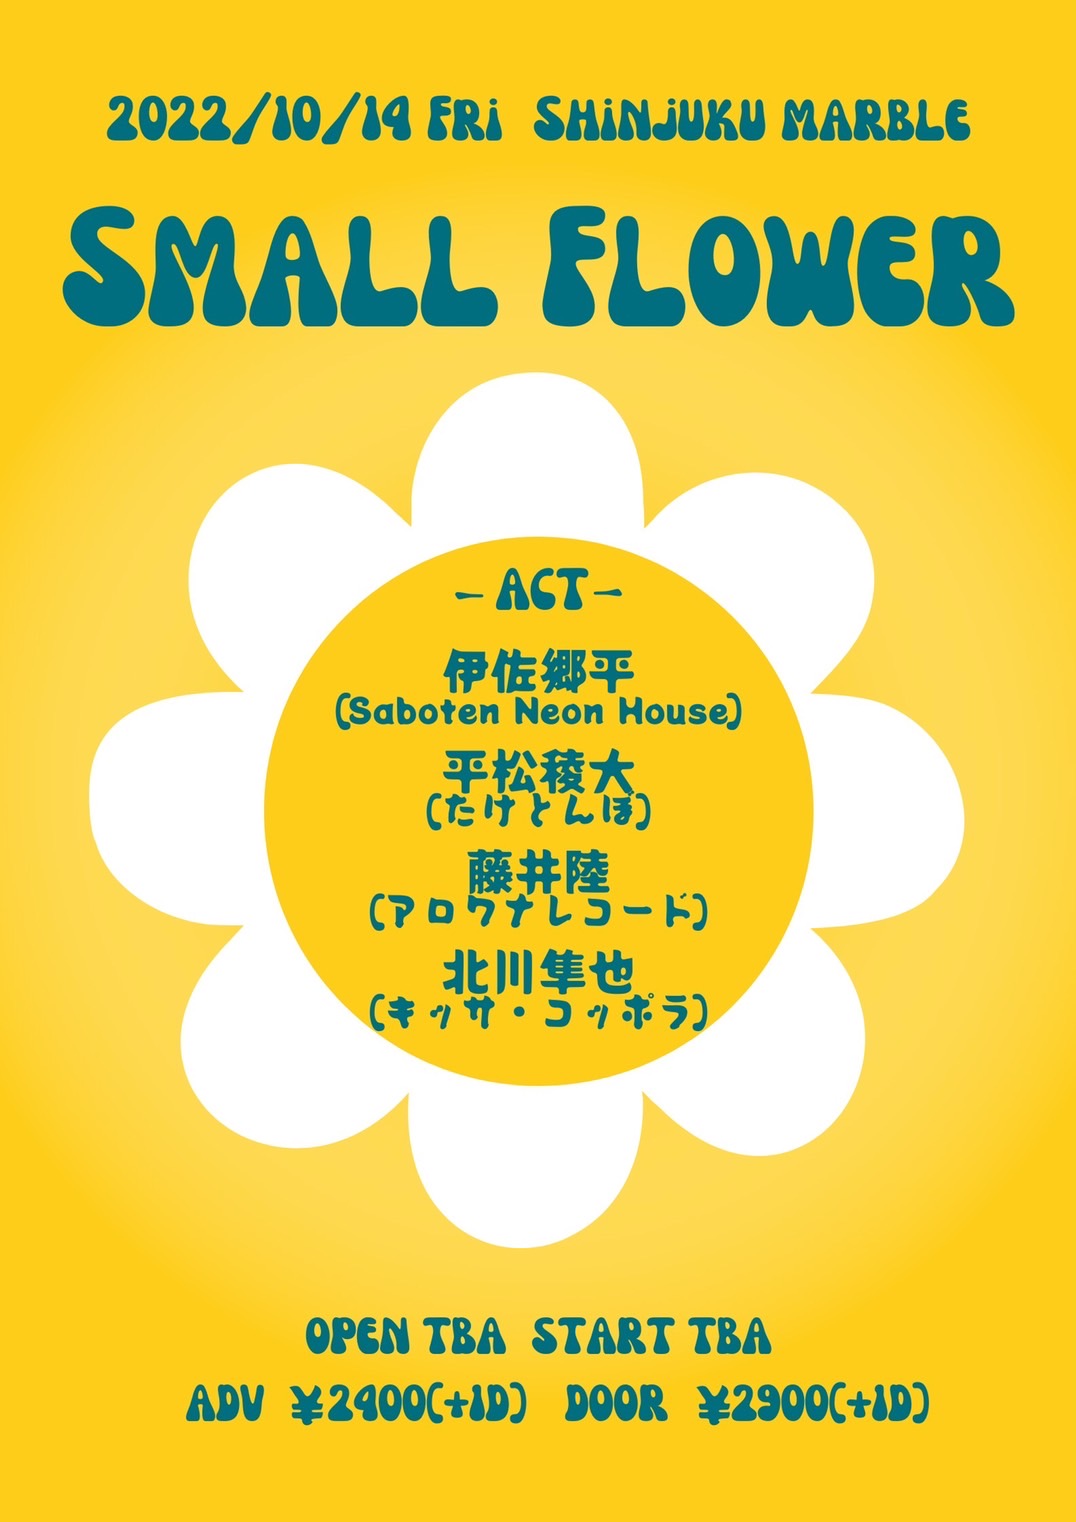 2022/10/14 FRi SHiNJUKU MARBLE
SMALL FLOWER
– ACT –
伊佐郷平
(Saboten Neon House)
平松稜大
(たけとんぼ)
藤井陸
(アロワナレコード)
北川隼也
(キッサ・コッポラ)
OPEN TBA START TBA
ADV ¥2400(+1D) DOOR ¥2900(+1D)